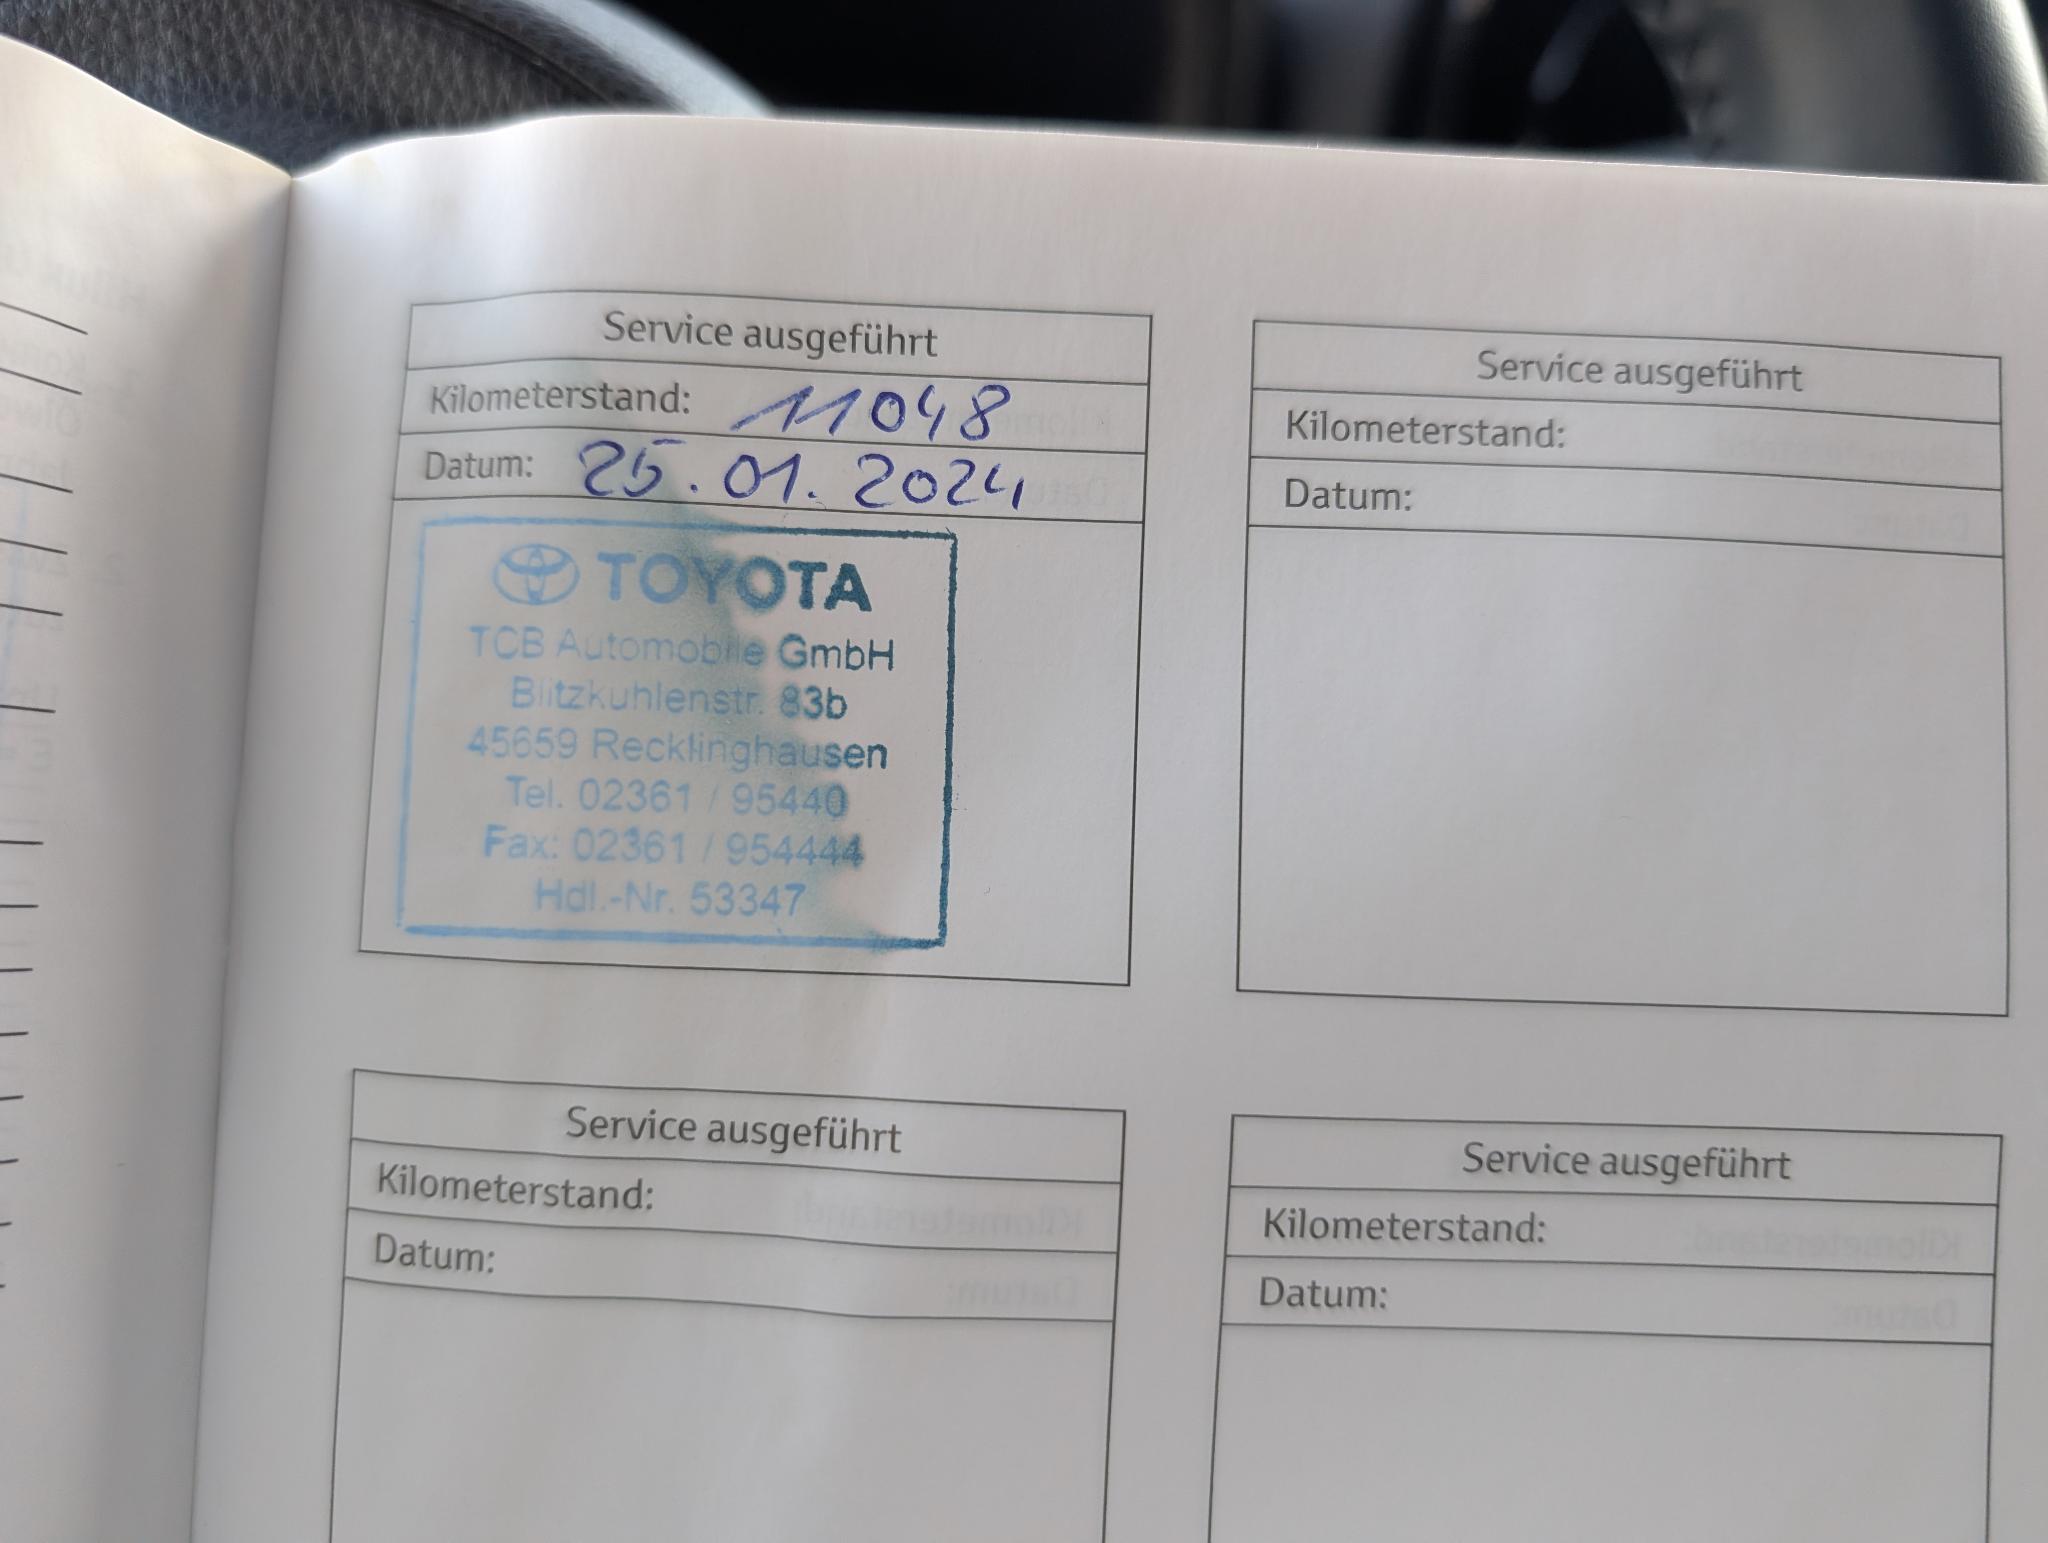 Service ausgeführt
Kilometerstand: 11048
Datum: 25.01.2024
TOYOTA
TCB Automobile GmbH
Blitzkuhlenstr. 83b
45659 Recklinghausen
Tel. 02361 / 95440
Fax: 02361 / 954444
Hdl.-Nr. 53347
Service ausgeführt
Kilometerstand:
Datum:
Service ausgeführt
Kilometerstand:
Datum:
Service ausgeführt
Kilometerstand:
Datum: